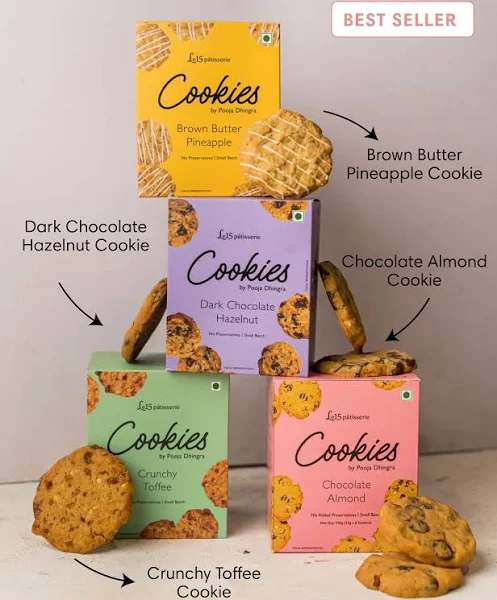 BEST SELLER
Le15 pâtisserie
Cookies
by Pooja Dhingra
Brown Butter
Pineapple
No Preservatives | Small Batch
Brown Butter
Pineapple Cookie
Dark Chocolate
Hazelnut Cookie
Le15 pâtisserie
Cookies
by Pooja Dhingra
Dark Chocolate
Hazelnut
No Preservatives | Small Batch
Chocolate Almond
Cookie
Le15 pâtisserie
Cookies
by Pooja Dhingra
Crunchy
Toffee
Preservatives | Small Batch
Le15 pâtisserie
Cookies
by Pooja Dhingra
Chocolate
Almond
No Added Preservatives | Small Batch
Crunchy Toffee
Cookie